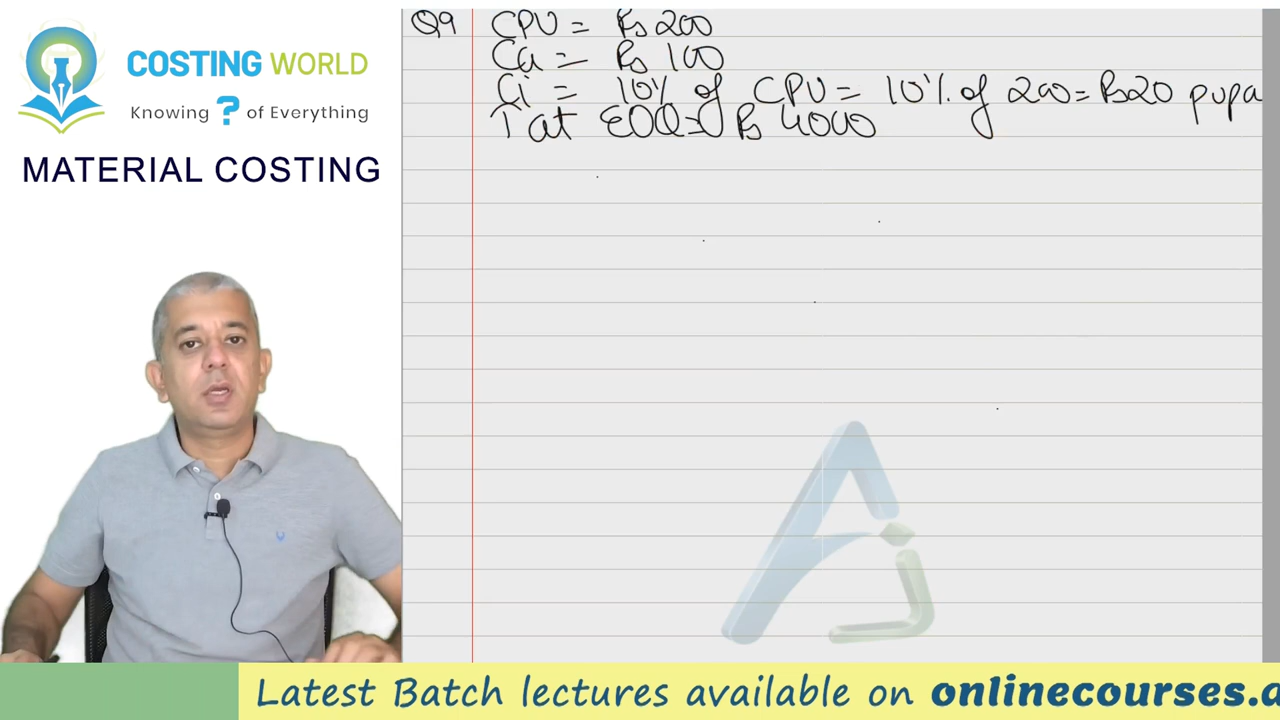 COSTING WORLD
Knowing ? of Everything
MATERIAL COSTING
Q9 CPU = Rs 200
Ca = Rs 100
Ci = 10% of CPU = 10% of 200 = Rs 20 pupa
T at EOQ = Rs 4000
Latest Batch lectures available on onlinecourses.a